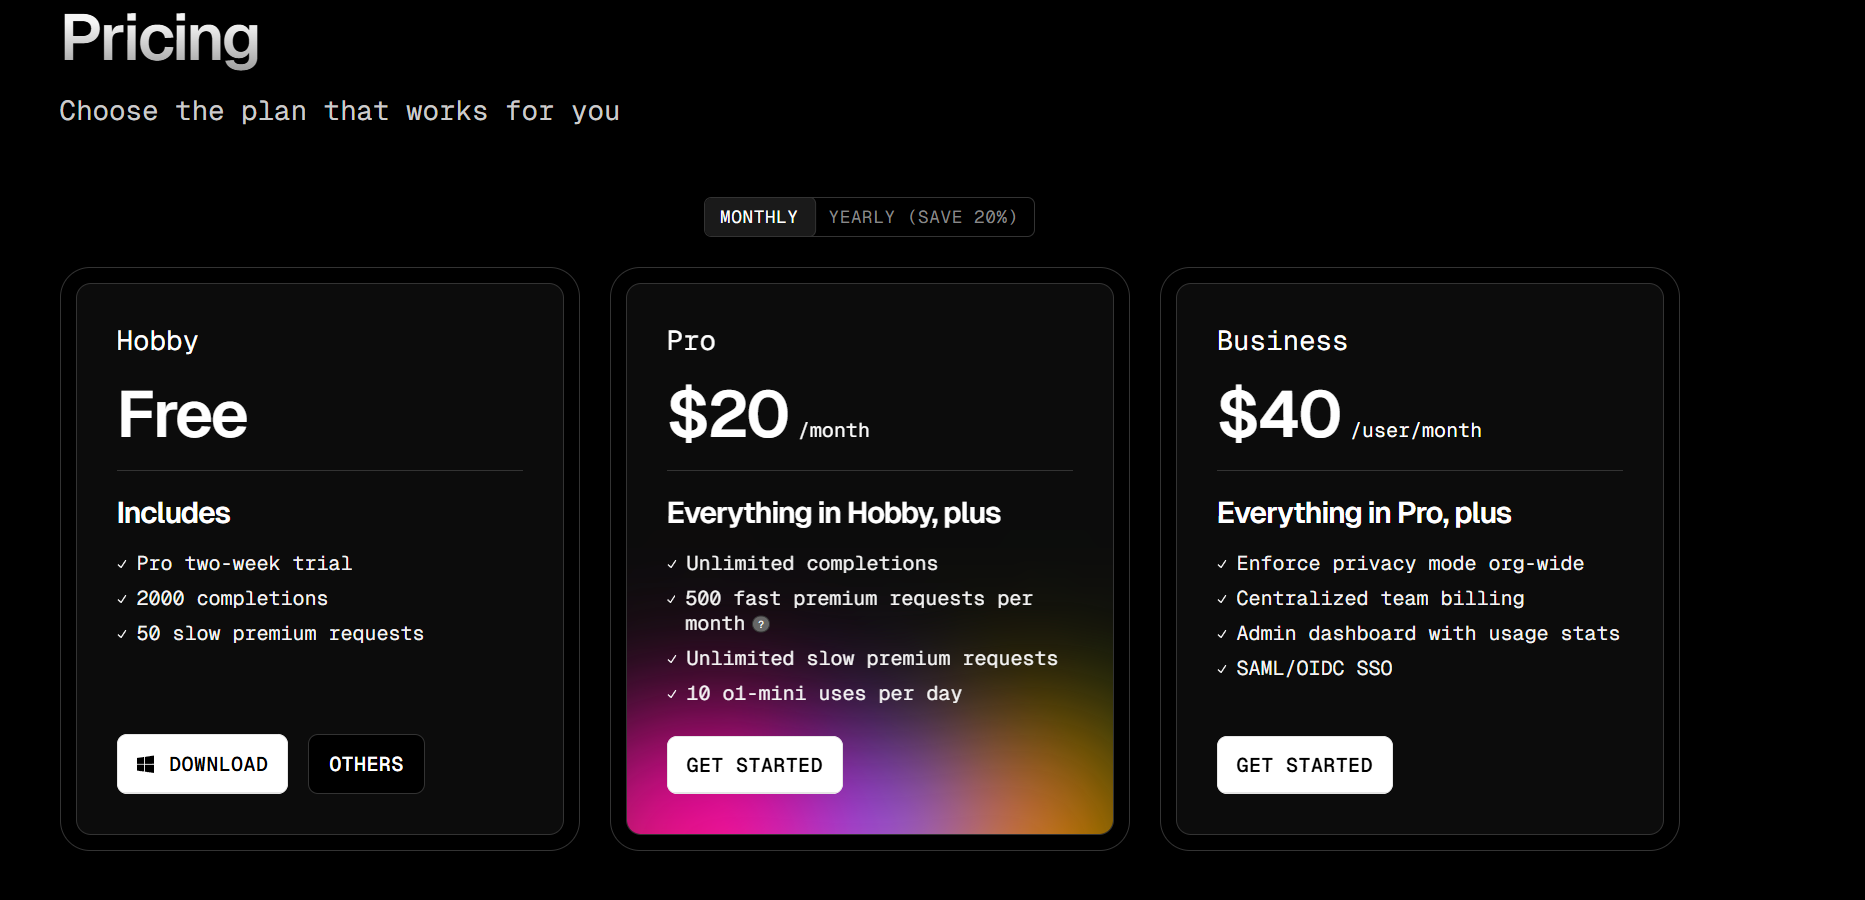 Pricing
Choose the plan that works for you
MONTHLY YEARLY (SAVE 20%)
Hobby
Free
Includes
✓ Pro two-week trial
✓ 2000 completions
✓ 50 slow premium requests
DOWNLOAD OTHERS
Pro
$20 /month
Everything in Hobby, plus
✓ Unlimited completions
✓ 500 fast premium requests per
month ?
✓ Unlimited slow premium requests
✓ 10 o1-mini uses per day
GET STARTED
Business
$40 /user/month
Everything in Pro, plus
✓ Enforce privacy mode org-wide
✓ Centralized team billing
✓ Admin dashboard with usage stats
✓ SAML/OIDC SSO
GET STARTED